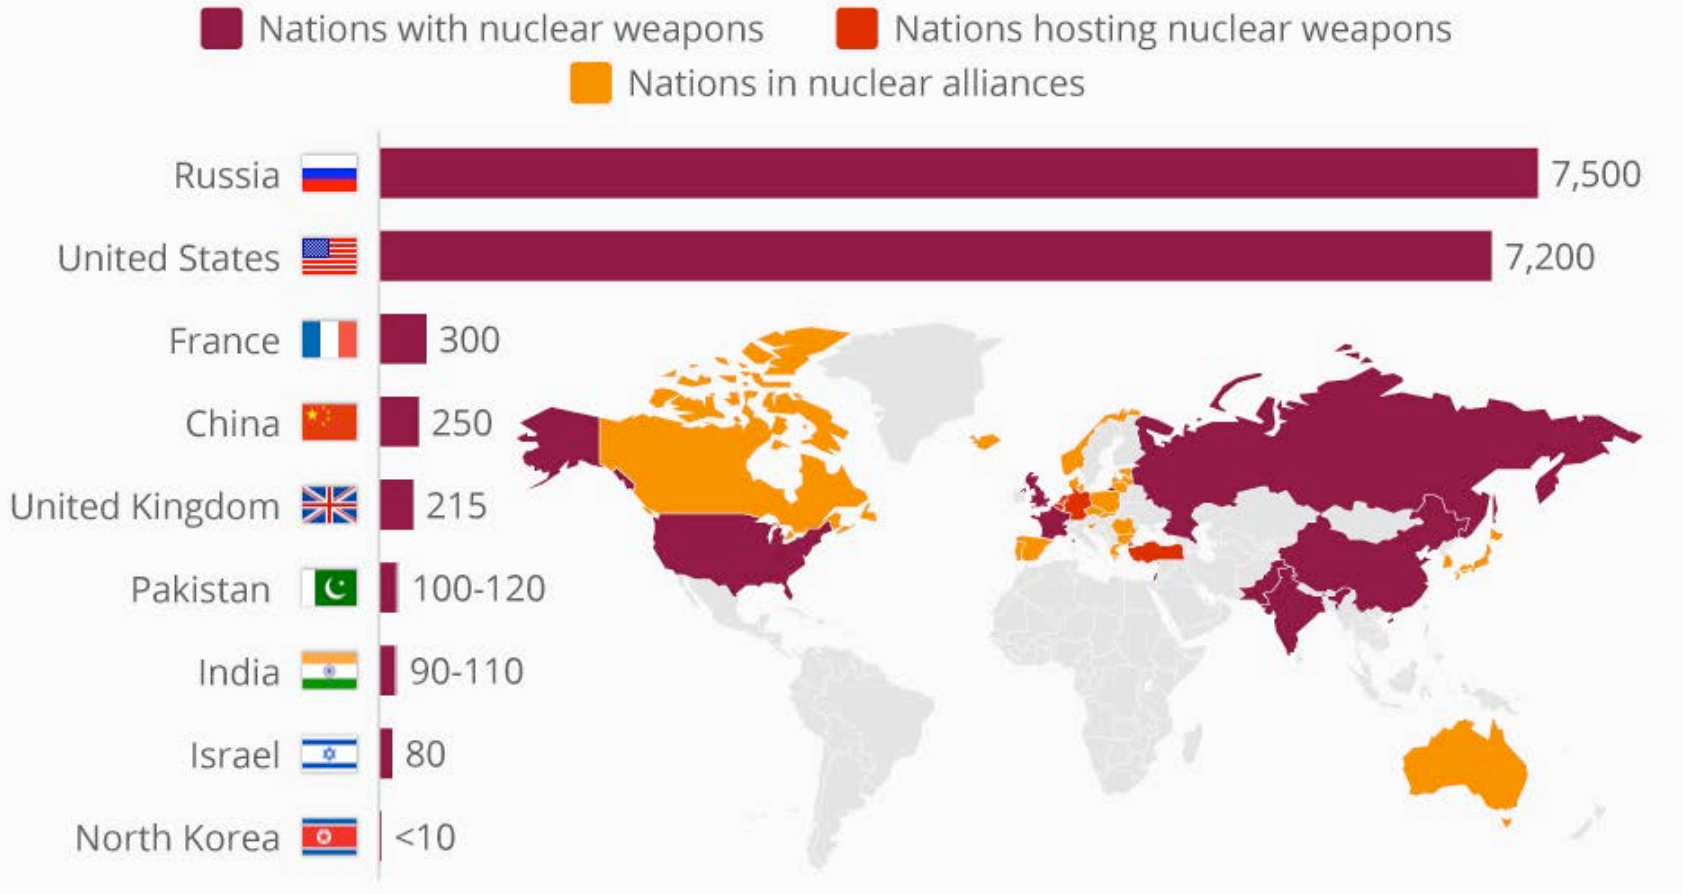 Nations with nuclear weapons
Nations hosting nuclear weapons
Nations in nuclear alliances
Russia 7,500
United States 7,200
France 300
China 250
United Kingdom 215
Pakistan 100-120
India 90-110
Israel 80
North Korea <10